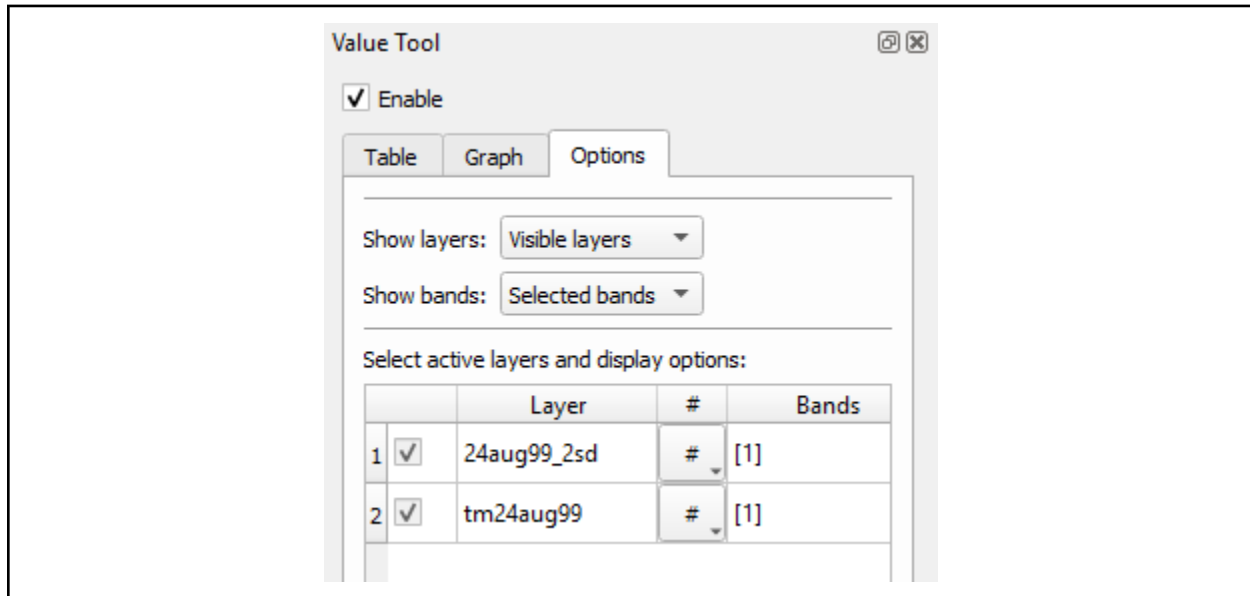 Value Tool
Enable
Table Graph Options
Show layers: Visible layers
Show bands: Selected bands
Select active layers and display options:
Layer # Bands
1 24aug99_2sd # [1]
2 tm24aug99 # [1]